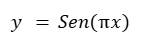 y = Sen(πx)